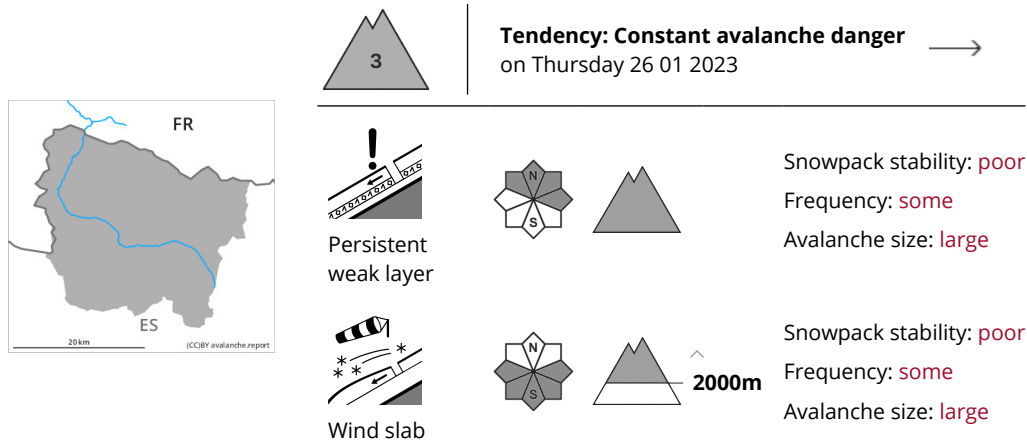 3
Tendency: Constant avalanche danger
on Thursday 26 01 2023
FR
ES
20 km
(CC)BY avalanche.report
N
S
Persistent
weak layer
Snowpack stability: poor
Frequency: some
Avalanche size: large
N
S
2000m
Wind slab
Snowpack stability: poor
Frequency: some
Avalanche size: large